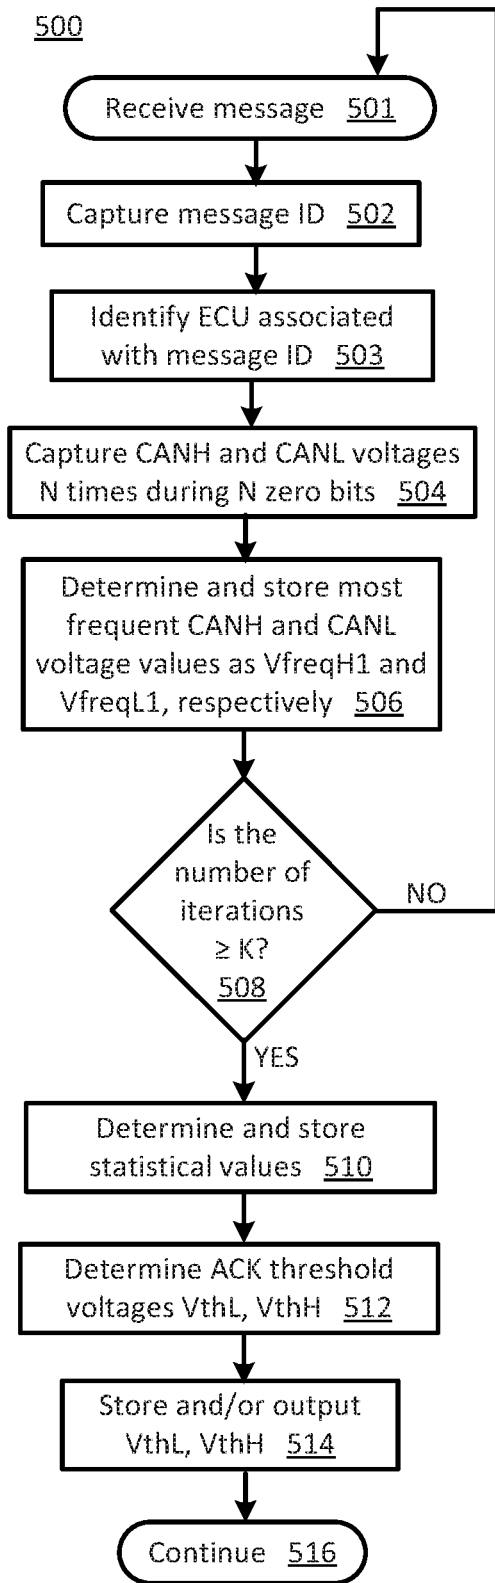 500
Receive message 501
Capture message ID 502
Identify ECU associated
with message ID 503
Capture CANH and CANL voltages
N times during N zero bits 504
Determine and store most
frequent CANH and CANL
voltage values as VfreqH1 and
VfreqL1, respectively 506
Is the
number of
iterations
≥ K?
508
NO
YES
Determine and store
statistical values 510
Determine ACK threshold
voltages VthL, VthH 512
Store and/or output
VthL, VthH 514
Continue 516